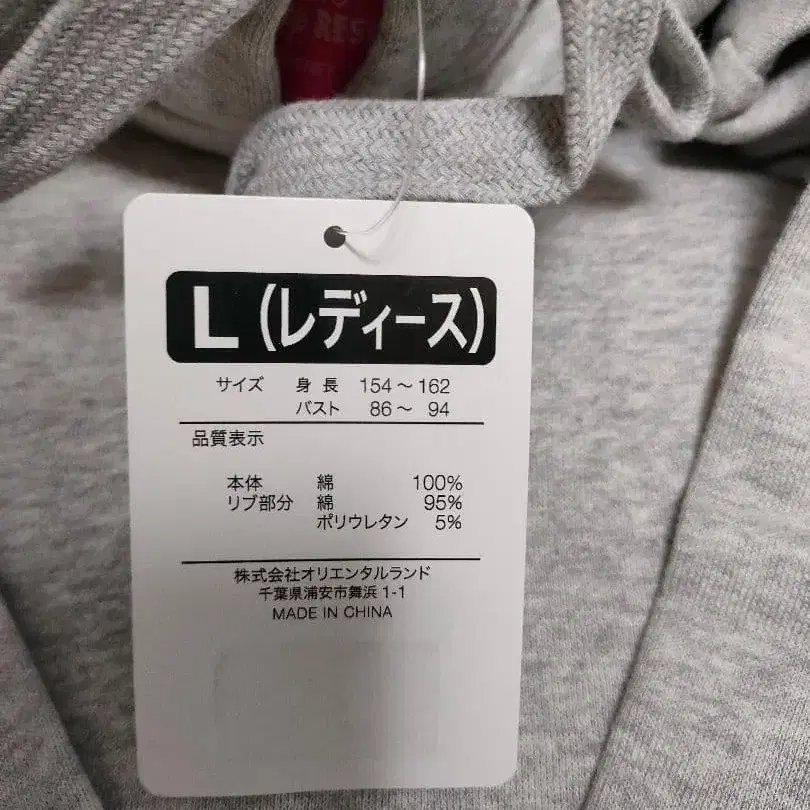 L(レディース)
サイズ 身長 154～162
バスト 86～ 94
品質表示
本体 綿 100%
リブ部分 綿 95%
ポリウレタン 5%
株式会社オリエンタルランド
千葉県浦安市舞浜1-1
MADE IN CHINA